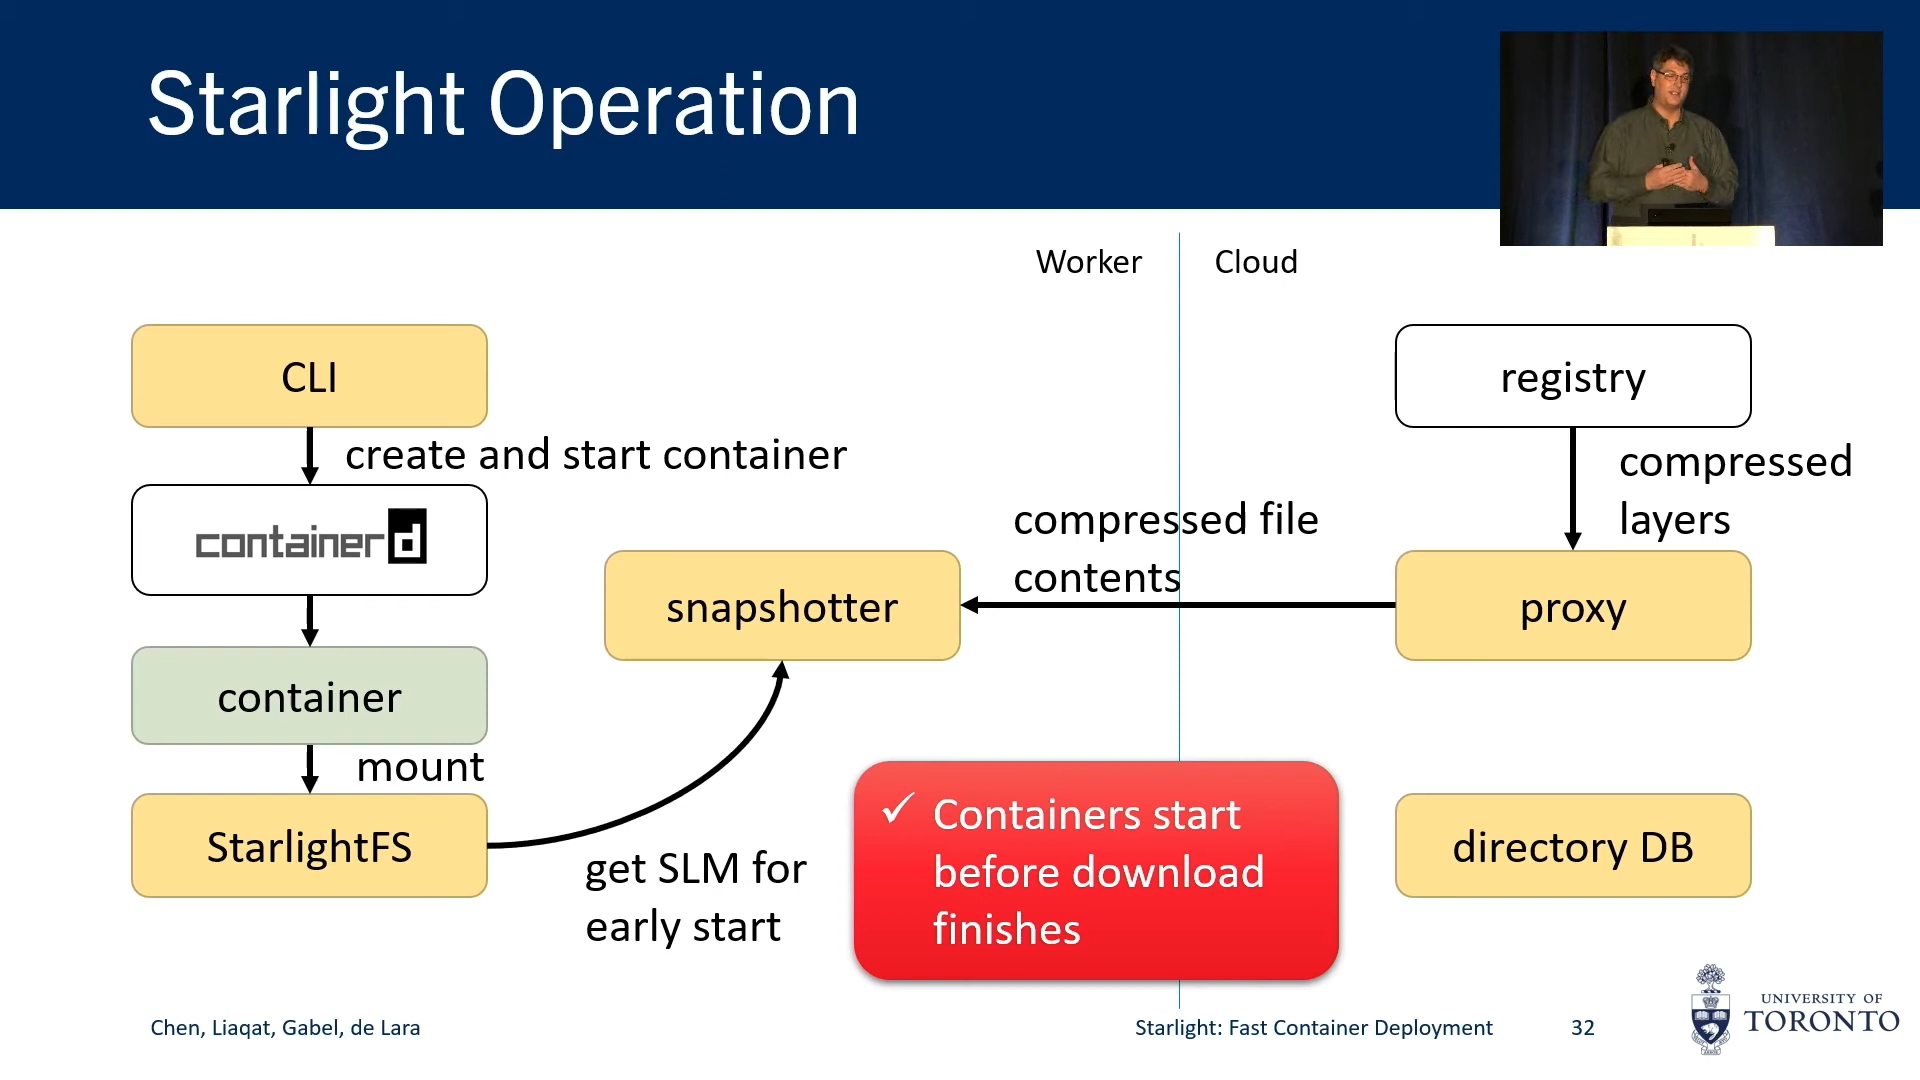 Starlight Operation
Worker
Cloud
CLI
registry
create and start container
compressed
layers
containerd
compressed file
contents
snapshotter
proxy
container
mount
StarlightFS
get SLM for
early start
✓ Containers start
before download
finishes
directory DB
Chen, Liaqat, Gabel, de Lara
Starlight: Fast Container Deployment
32
UNIVERSITY OF
TORONTO